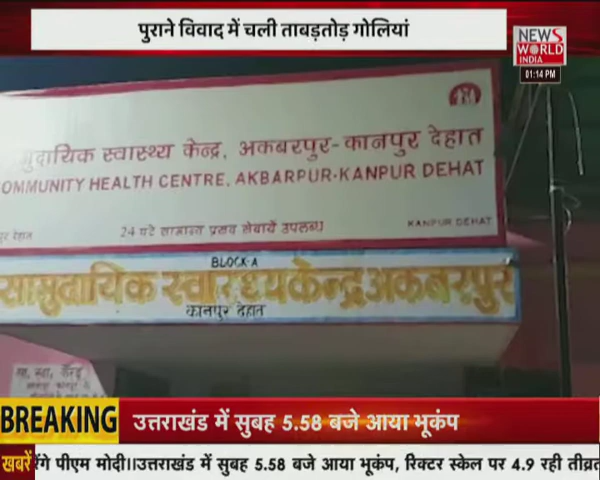 पुराने विवाद में चली ताबड़तोड़ गोलियां
NEWS
WORLD
INDIA
01:14 PM
मुदायिक स्वास्थ्य केन्द्र, अकबरपुर-कानपुर देहात
OMMUNITY HEALTH CENTRE, AKBARPUR-KANPUR DEHAT
पुर देहात
24 घंटे सामान्य प्रसव सेवायें उपलब्ध
KANPUR DEHAT
BLOCK-A
सामुदायिक स्वास्थ्य केन्द्र अकबरपुर
कानपुर देहात
BREAKING
उत्तराखंड में सुबह 5.58 बजे आया भूकंप
खबरें
रेंगे पीएम मोदी।।उत्तराखंड में सुबह 5.58 बजे आया भूकंप, रिक्टर स्केल पर 4.9 रही तीव्रत